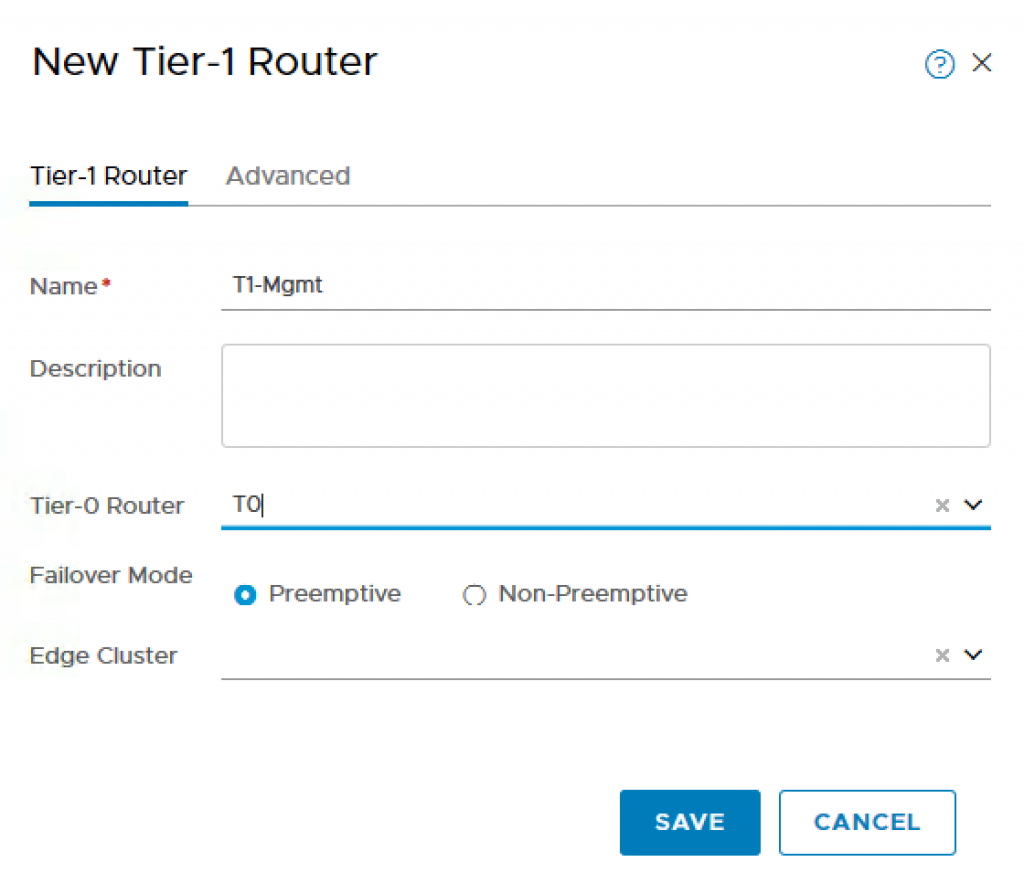 New Tier-1 Router
?
Tier-1 Router Advanced
Name* T1-Mgmt
Description
Tier-0 Router T0
Failover Mode
Preemptive Non-Preemptive
Edge Cluster
SAVE CANCEL